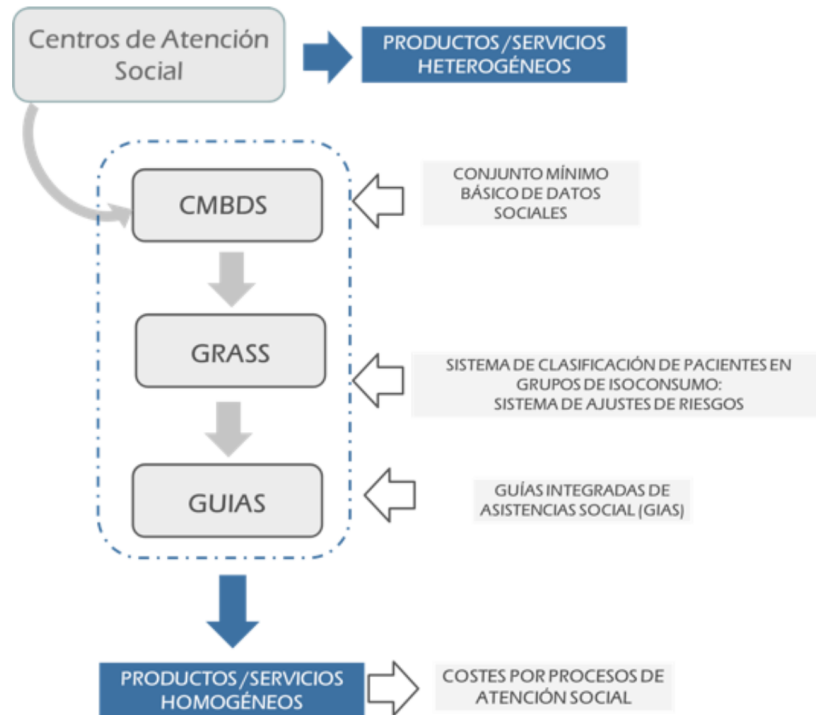 Centros de Atención
Social
PRODUCTOS/SERVICIOS
HETEROGÉNEOS
CMBDS
CONJUNTO MÍNIMO
BÁSICO DE DATOS
SOCIALES
GRASS
SISTEMA DE CLASIFICACIÓN DE PACIENTES EN
GRUPOS DE ISOCONSUMO:
SISTEMA DE AJUSTES DE RIESGOS
GUIAS
GUÍAS INTEGRADAS DE
ASISTENCIAS SOCIAL (GIAS)
PRODUCTOS/SERVICIOS
HOMOGÉNEOS
COSTES POR PROCESOS DE
ATENCIÓN SOCIAL